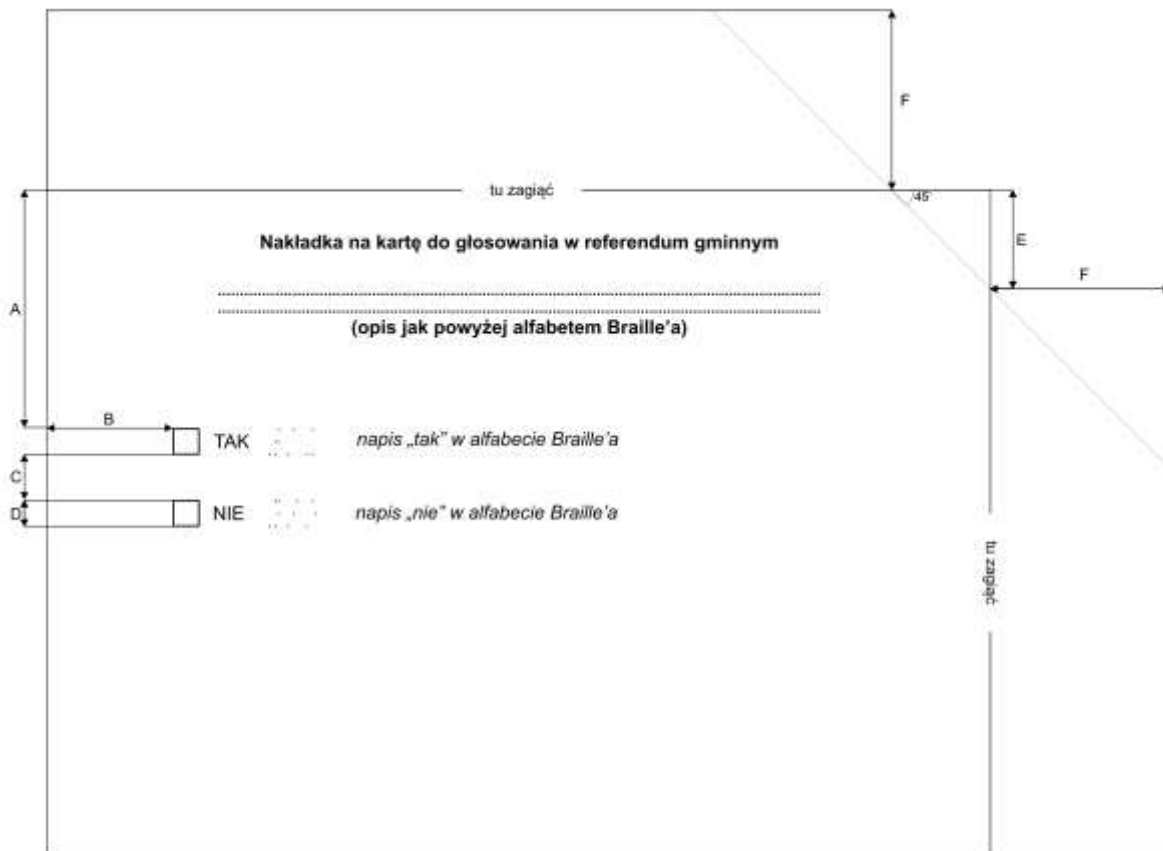 F
tu zagiąć
45°
Nakładka na kartę do głosowania w referendum gminnym
E
F
A
(opis jak powyżej alfabetem Braille’a)
B
TAK napis „tak” w alfabecie Braille’a
C
D
NIE napis „nie” w alfabecie Braille’a
tu zagiąć